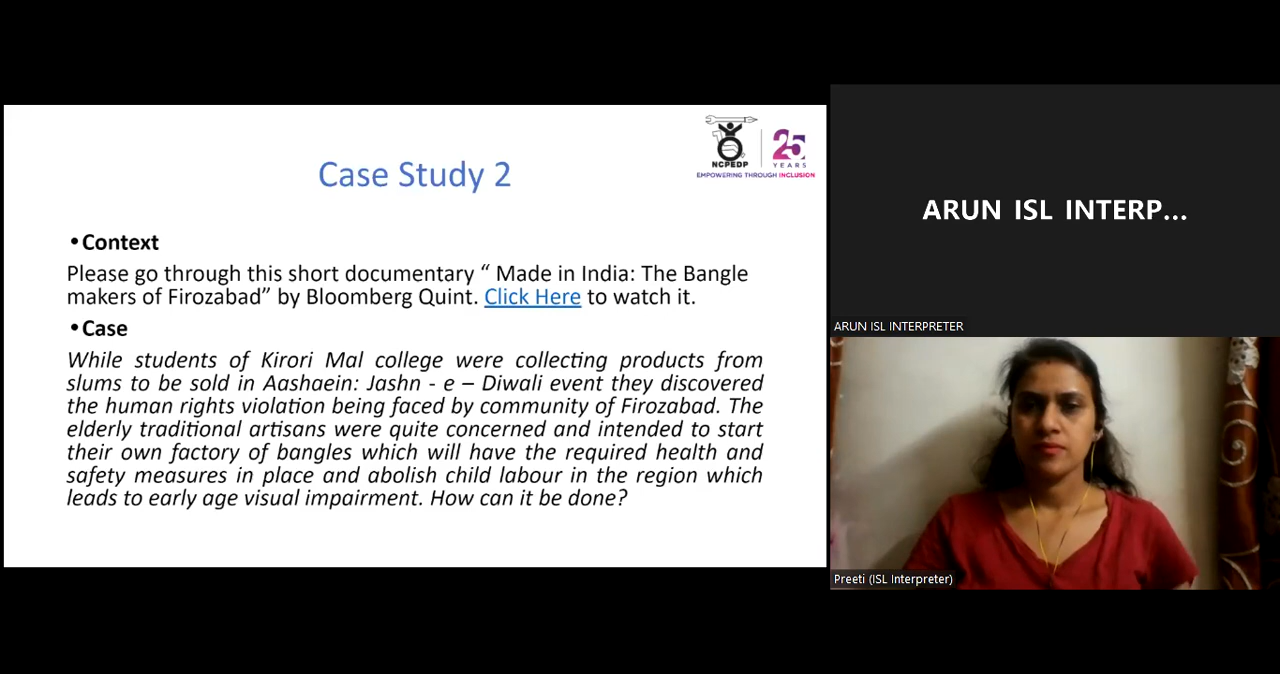 NCPEDP
25
YEARS
EMPOWERING THROUGH INCLUSION
Case Study 2
•Context
Please go through this short documentary “ Made in India: The Bangle
makers of Firozabad” by Bloomberg Quint. Click Here to watch it.
•Case
While students of Kirori Mal college were collecting products from
slums to be sold in Aashaein: Jashn - e – Diwali event they discovered
the human rights violation being faced by community of Firozabad. The
elderly traditional artisans were quite concerned and intended to start
their own factory of bangles which will have the required health and
safety measures in place and abolish child labour in the region which
leads to early age visual impairment. How can it be done?
ARUN ISL INTERP...
ARUN ISL INTERPRETER
Preeti (ISL Interpreter)